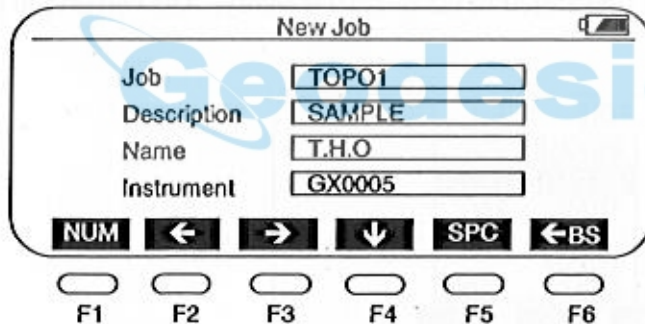 New Job
Geodesi
Job TOPO1
Description SAMPLE
Name T.H.O
Instrument GX0005
NUM ← → ↓ SPC ←BS
F1 F2 F3 F4 F5 F6